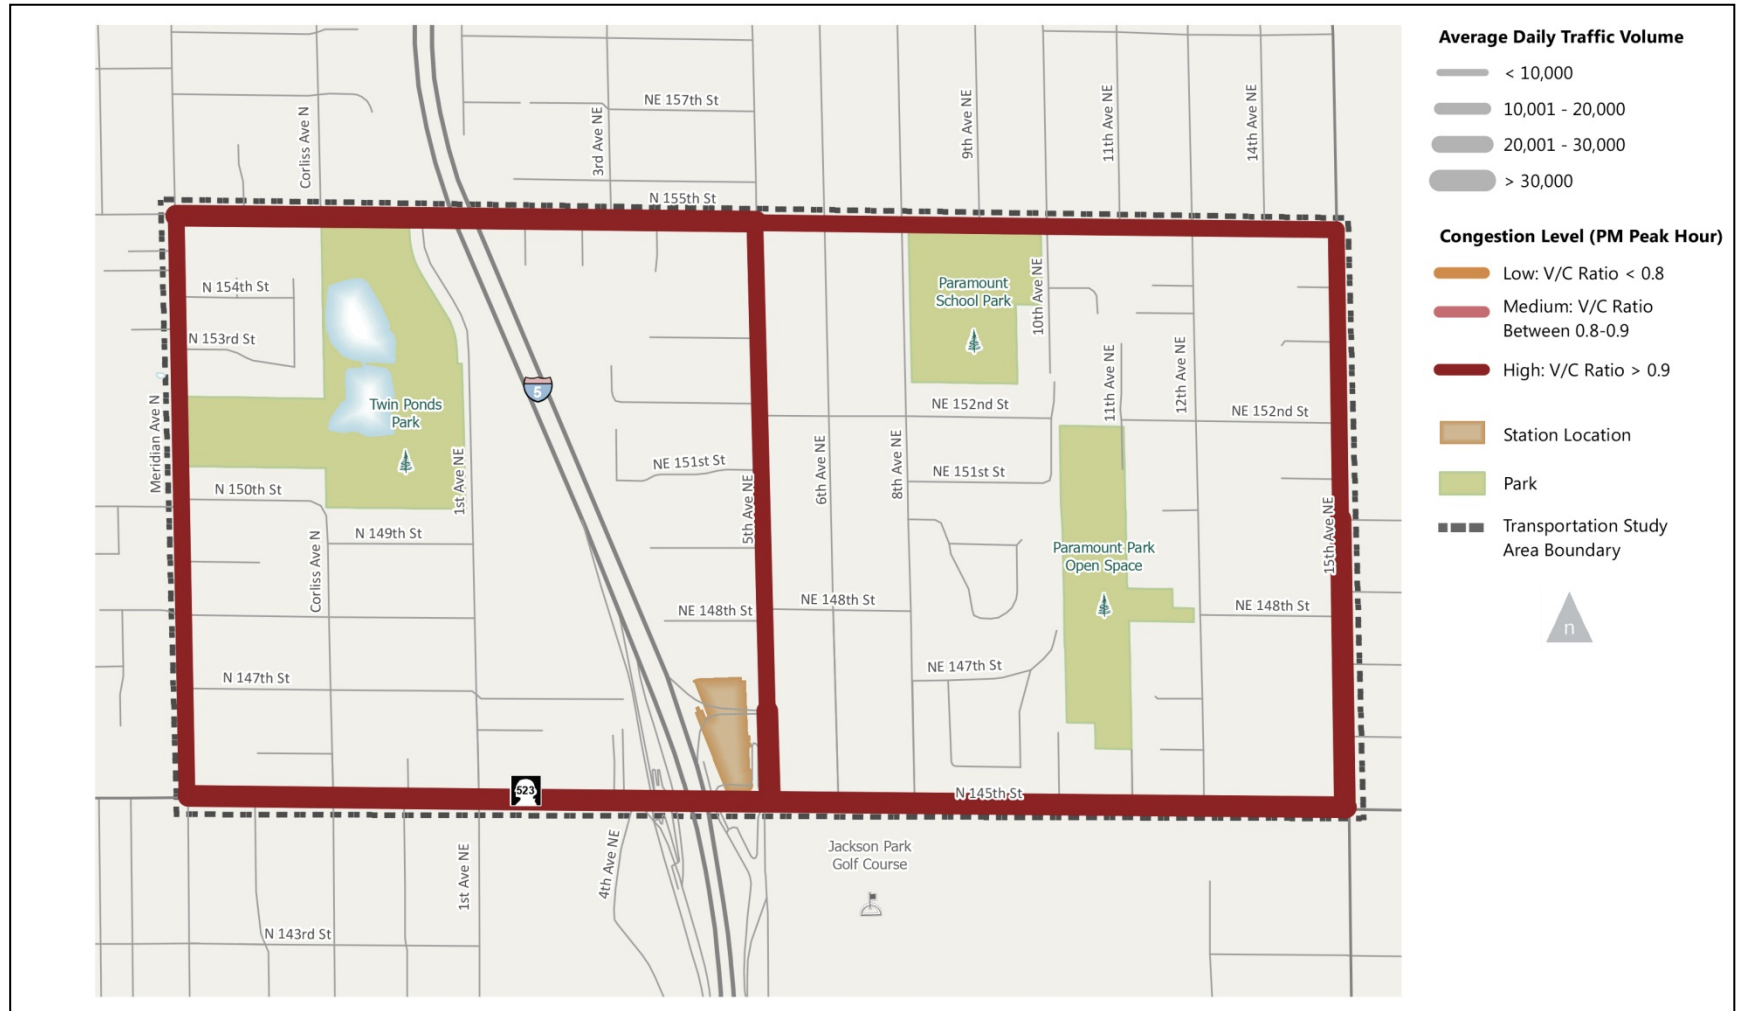 NE 157th St
Corliss Ave N
3rd Ave NE
9th Ave NE
11th Ave NE
14th Ave NE
N 155th St
N 154th St
N 153rd St
Meridian Ave N
Twin Ponds
Park
5
1st Ave NE
N 150th St
N 149th St
Corliss Ave N
NE 151st St
5th Ave NE
NE 148th St
N 147th St
523
Paramount
School Park
10th Ave NE
NE 152nd St
11th Ave NE
12th Ave NE
NE 152nd St
6th Ave NE
8th Ave NE
NE 151st St
Paramount Park
Open Space
15th Ave NE
NE 148th St
NE 148th St
NE 147th St
N 145th St
Jackson Park
Golf Course
1st Ave NE
4th Ave NE
N 143rd St
Average Daily Traffic Volume
< 10,000
10,001 - 20,000
20,001 - 30,000
> 30,000
Congestion Level (PM Peak Hour)
Low: V/C Ratio < 0.8
Medium: V/C Ratio
Between 0.8-0.9
High: V/C Ratio > 0.9
Station Location
Park
Transportation Study
Area Boundary
n